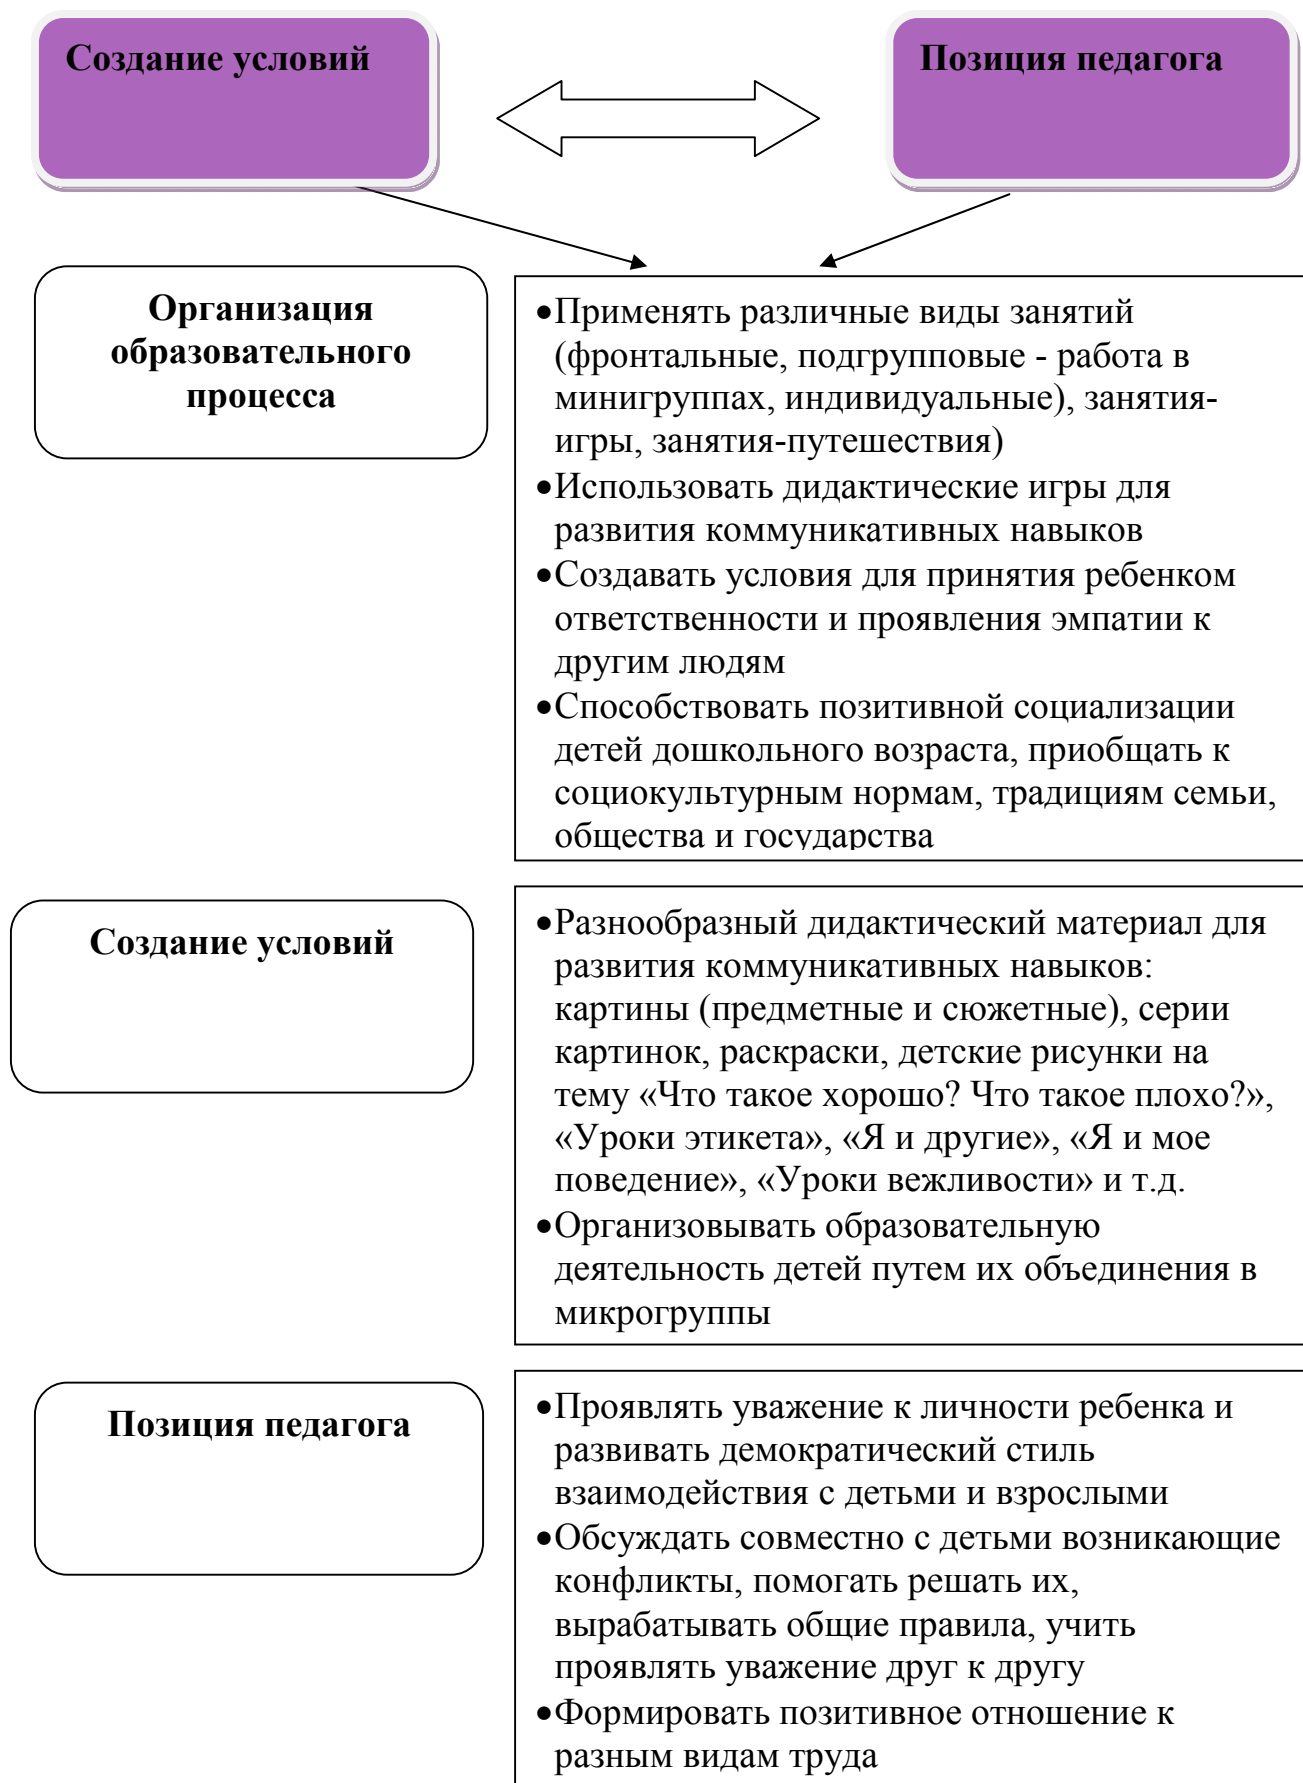 Создание условий
Позиция педагога
Организация
образовательного
процесса
•Применять различные виды занятий
(фронтальные, подгрупповые - работа в
минигруппах, индивидуальные), занятия-
игры, занятия-путешествия)
•Использовать дидактические игры для
развития коммуникативных навыков
•Создавать условия для принятия ребенком
ответственности и проявления эмпатии к
другим людям
•Способствовать позитивной социализации
детей дошкольного возраста, приобщать к
социокультурным нормам, традициям семьи,
общества и государства
Создание условий
•Разнообразный дидактический материал для
развития коммуникативных навыков:
картины (предметные и сюжетные), серии
картинок, раскраски, детские рисунки на
тему «Что такое хорошо? Что такое плохо?»,
«Уроки этикета», «Я и другие», «Я и мое
поведение», «Уроки вежливости» и т.д.
•Организовывать образовательную
деятельность детей путем их объединения в
микрогруппы
Позиция педагога
•Проявлять уважение к личности ребенка и
развивать демократический стиль
взаимодействия с детьми и взрослыми
•Обсуждать совместно с детьми возникающие
конфликты, помогать решать их,
вырабатывать общие правила, учить
проявлять уважение друг к другу
•Формировать позитивное отношение к
разным видам труда